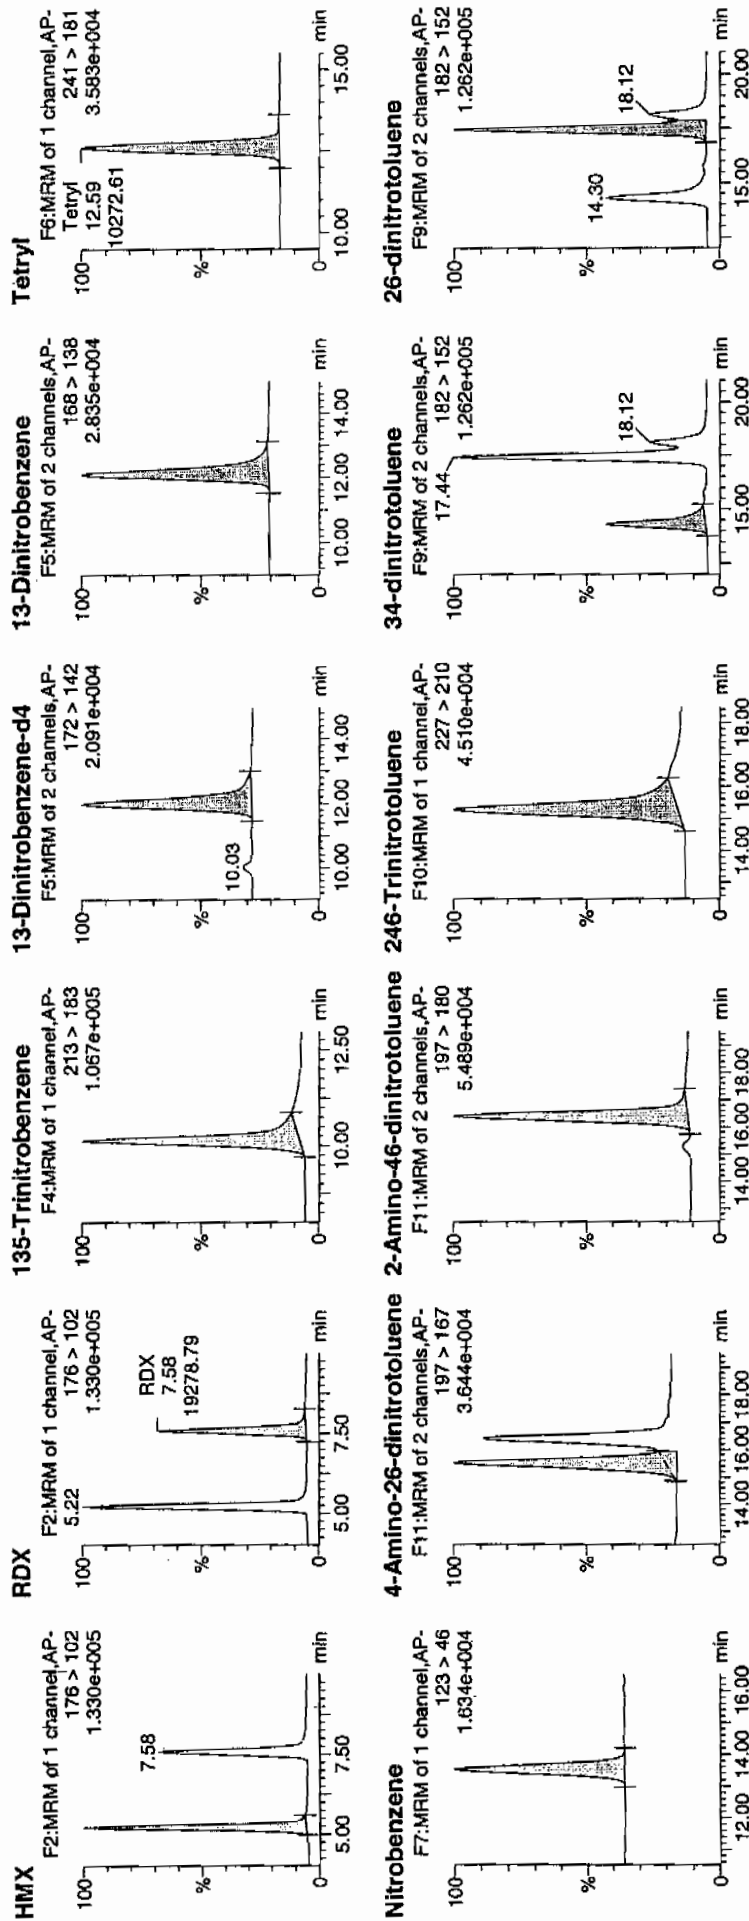 HMX
F2:MRM of 1 channel,AP-
176 > 102
1.330e+005
100
7.58
%
0
min
5.00 7.50
RDX
F2:MRM of 1 channel,AP-
5.22 176 > 102
1.330e+005
100
RDX
7.58
19278.79
%
0
min
5.00 7.50
135-Trinitrobenzene
F4:MRM of 1 channel,AP-
213 > 183
1.067e+005
100
%
0
min
10.00 12.50
13-Dinitrobenzene-d4
F5:MRM of 2 channels,AP-
172 > 142
2.091e+004
100
%
10.03
0
min
10.00 12.00 14.00
13-Dinitrobenzene
F5:MRM of 2 channels,AP-
168 > 138
2.835e+004
100
%
0
min
10.00 12.00 14.00
Tetryl
F6:MRM of 1 channel,AP-
Tetryl 241 > 181
12.59 3.583e+004
10272.61
100
%
0
min
10.00 15.00
Nitrobenzene
F7:MRM of 1 channel,AP-
123 > 46
1.634e+004
100
%
0
min
12.00 14.00 16.00
4-Amino-26-dinitrotoluene
F11:MRM of 2 channels,AP-
197 > 167
3.644e+004
100
%
0
min
14.00 16.00 18.00
2-Amino-46-dinitrotoluene
F11:MRM of 2 channels,AP-
197 > 180
5.489e+004
100
%
0
min
14.00 16.00 18.00
246-Trinitrotoluene
F10:MRM of 1 channel,AP-
227 > 210
4.510e+004
100
%
0
min
14.00 16.00 18.00
34-dinitrotoluene
F9:MRM of 2 channels,AP-
17.44 182 > 152
1.262e+005
100
18.12
%
0
min
15.00 20.00
26-dinitrotoluene
F9:MRM of 2 channels,AP-
182 > 152
1.262e+005
100
18.12
14.30
%
0
min
15.00 20.00